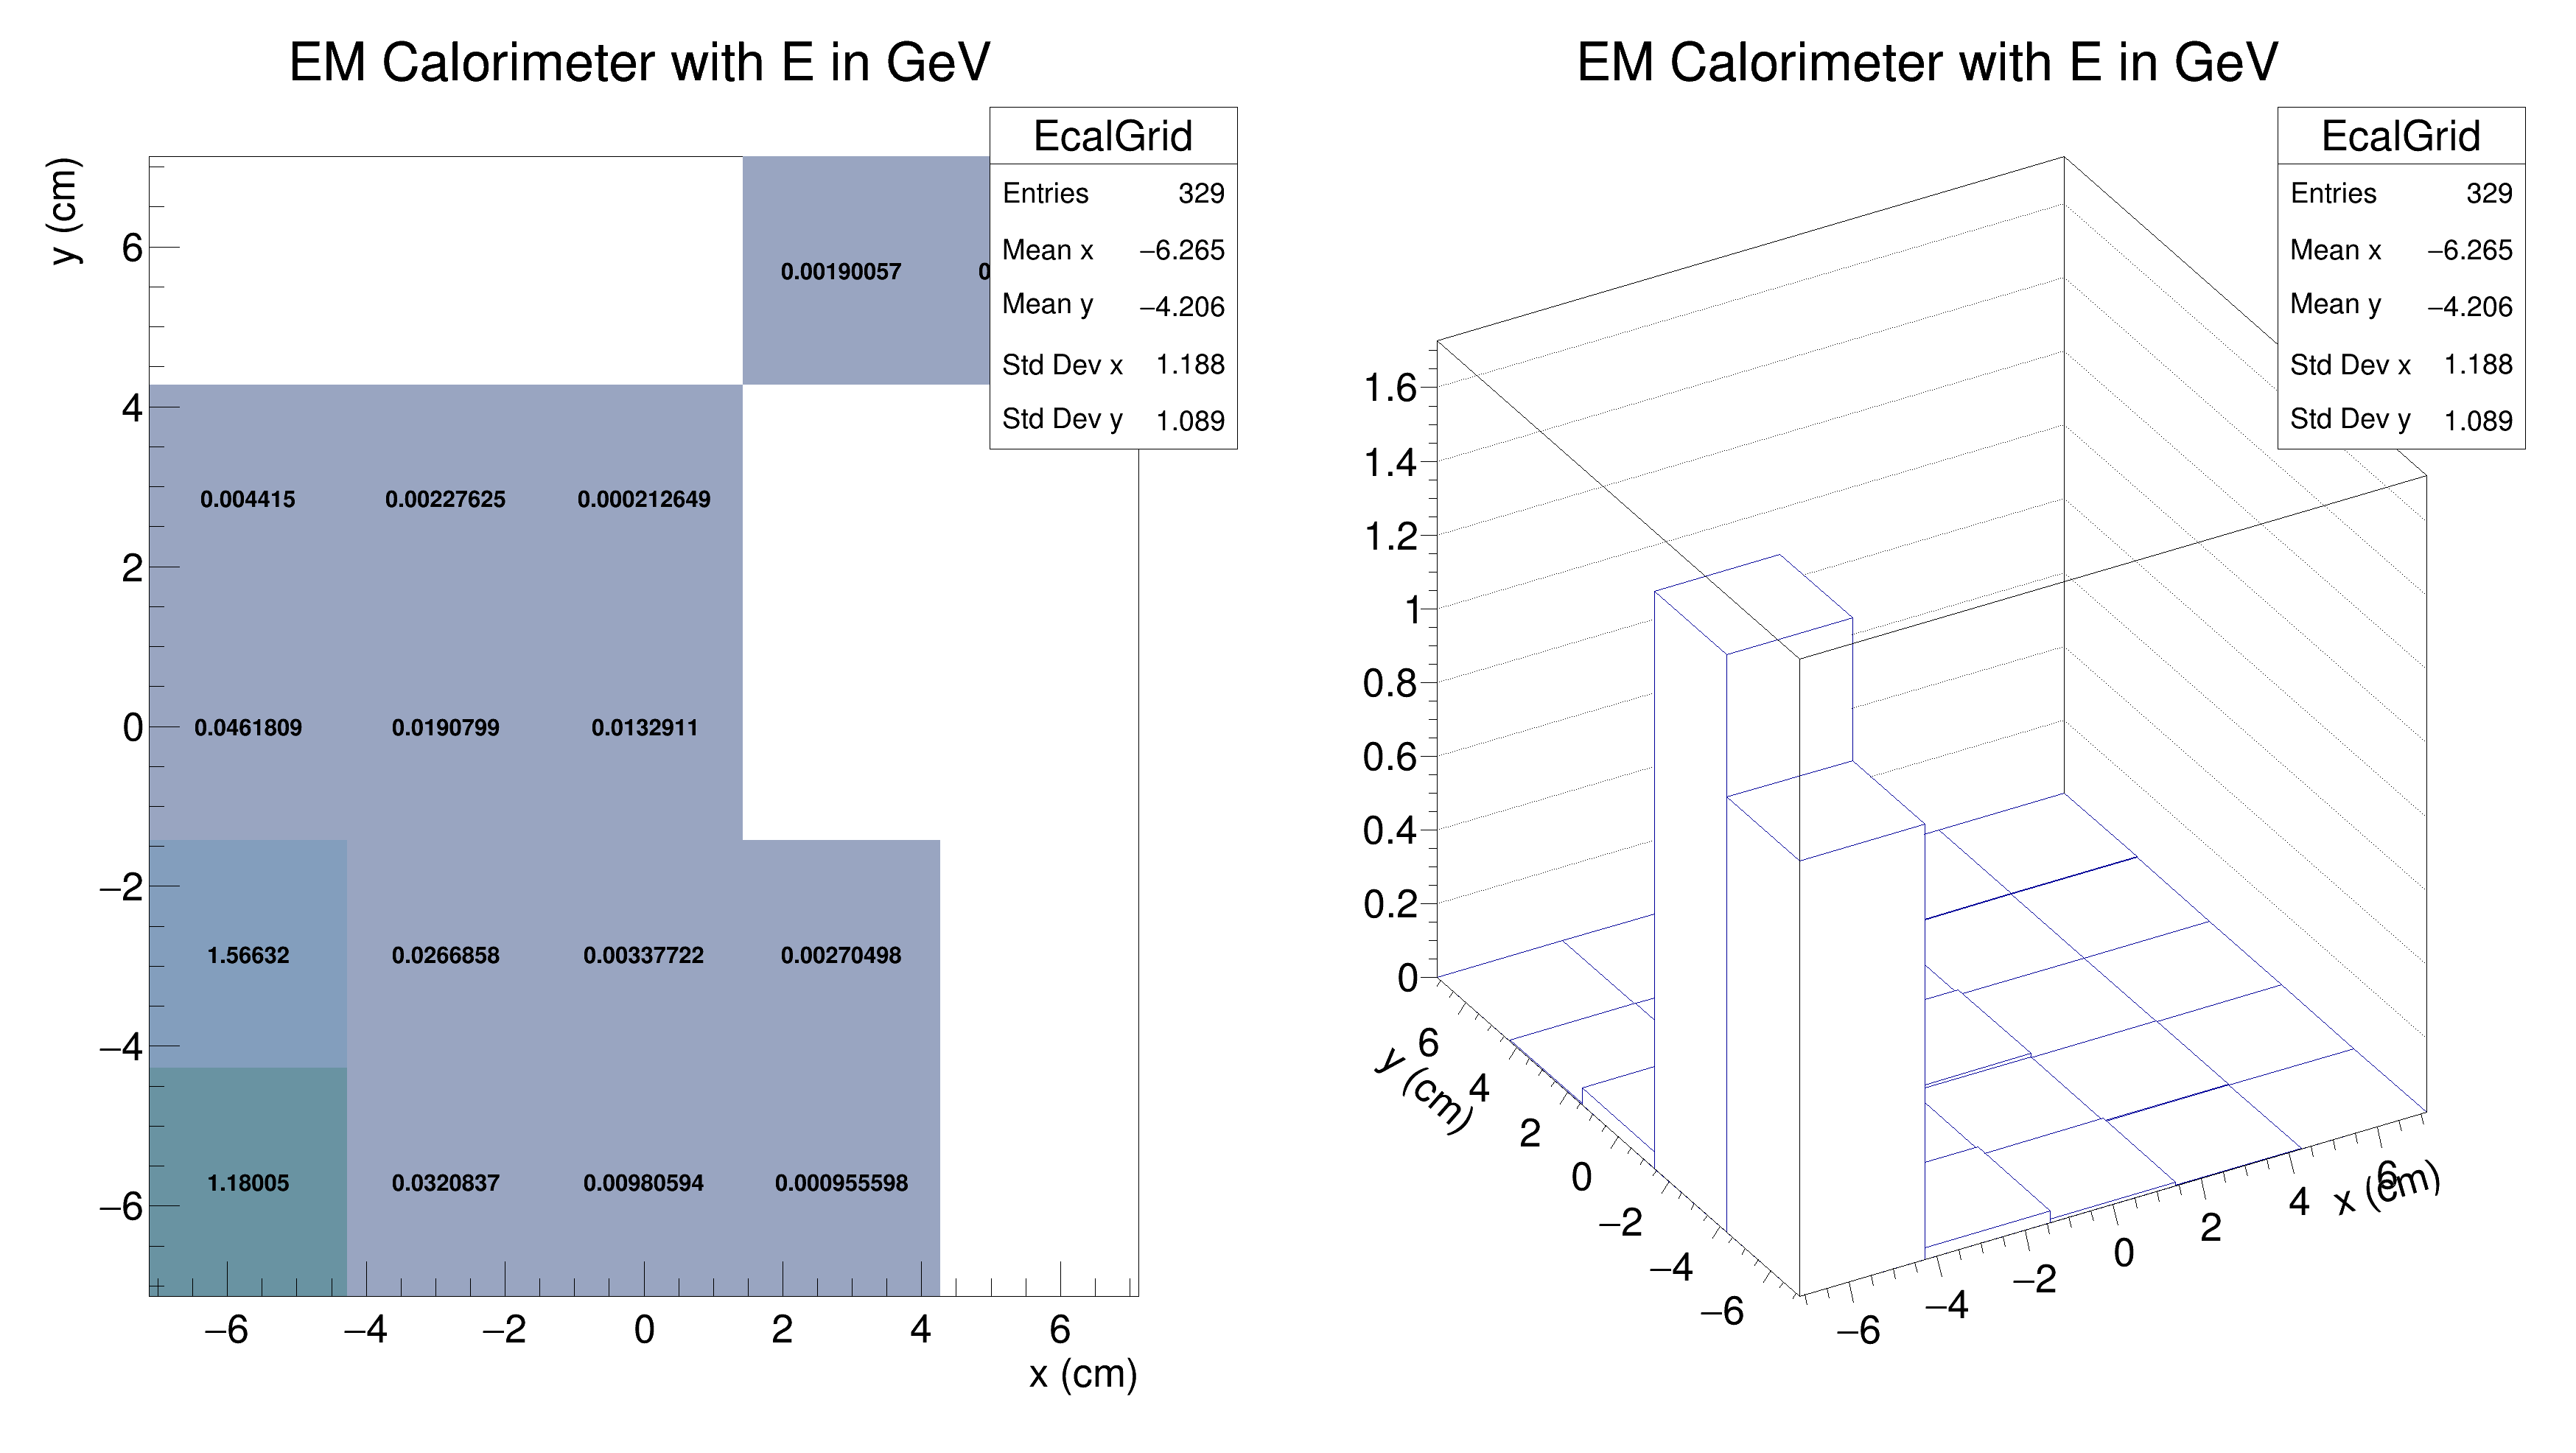 EM Calorimeter with E in GeV
y (cm)
EcalGrid
Entries 329
Mean x −6.265
Mean y −4.206
Std Dev x 1.188
Std Dev y 1.089
6
4
2
0
−2
−4
−6
0.00190057
0.004415 0.00227625 0.000212649
0.0461809 0.0190799 0.0132911
1.56632 0.0266858 0.00337722 0.00270498
1.18005 0.0320837 0.00980594 0.000955598
−6 −4 −2 0 2 4 6
x (cm)
EM Calorimeter with E in GeV
EcalGrid
Entries 329
Mean x −6.265
Mean y −4.206
Std Dev x 1.188
Std Dev y 1.089
1.6
1.4
1.2
1
0.8
0.6
0.4
0.2
0
y (cm)
6
4
2
0
−2
−4
−6
−6 −4 −2 0 2 4 6
x (cm)